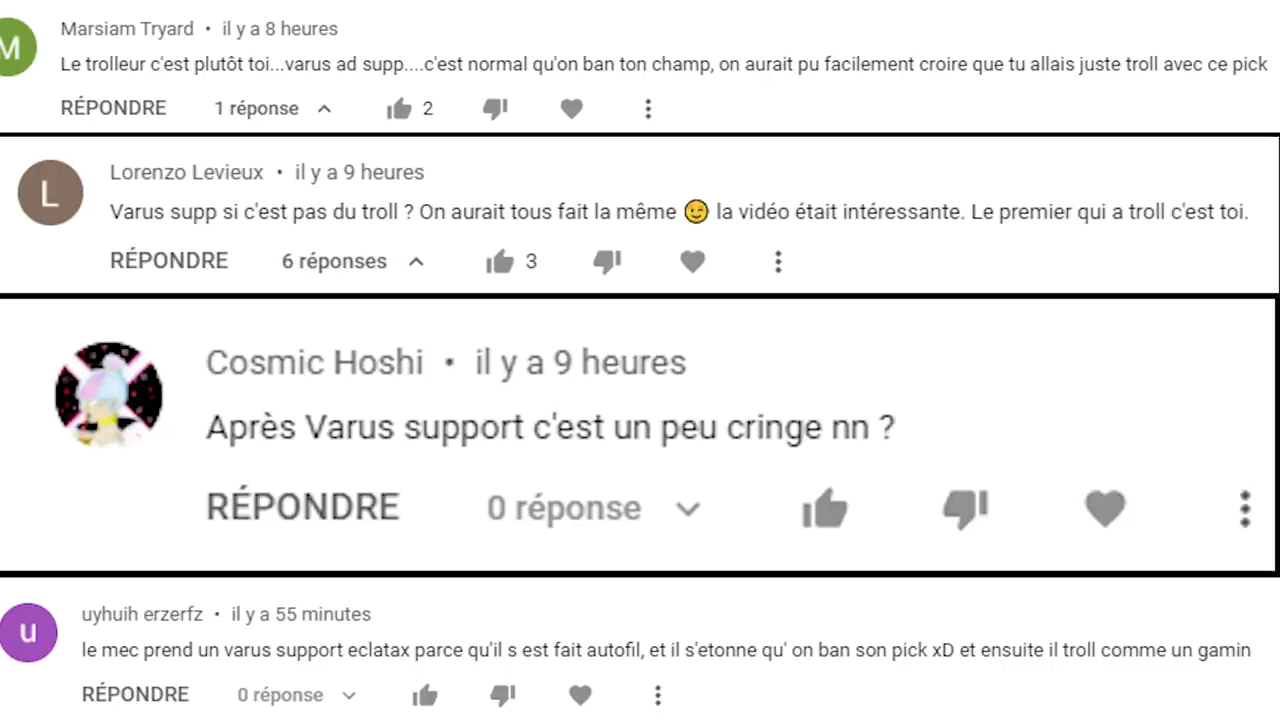 M
Marsiam Tryard • il y a 8 heures
Le trolleur c'est plutôt toi...varus ad supp....c'est normal qu'on ban ton champ, on aurait pu facilement croire que tu allais juste troll avec ce pick
RÉPONDRE 1 réponse 2
L
Lorenzo Levieux • il y a 9 heures
Varus supp si c'est pas du troll ? On aurait tous fait la même 😉 la vidéo était intéressante. Le premier qui a troll c'est toi.
RÉPONDRE 6 réponses 3
Cosmic Hoshi • il y a 9 heures
Après Varus support c'est un peu cringe nn ?
RÉPONDRE 0 réponse
u
uyhuih erzerfz • il y a 55 minutes
le mec prend un varus support eclatax parce qu'il s est fait autofil, et il s'etonne qu' on ban son pick xD et ensuite il troll comme un gamin
RÉPONDRE 0 réponse